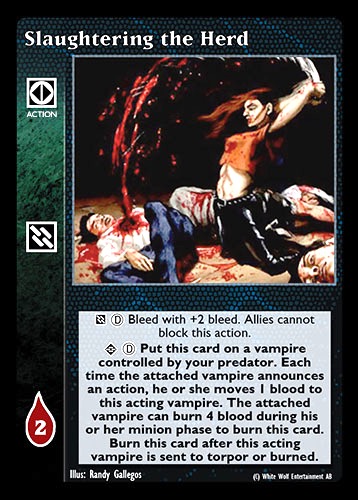 Slaughtering the Herd
ACTION
D Bleed with +2 bleed. Allies cannot
block this action.
D Put this card on a vampire
controlled by your predator. Each
time the attached vampire announces
an action, he or she moves 1 blood to
this acting vampire. The attached
vampire can burn 4 blood during his
or her minion phase to burn this card.
Burn this card after this acting
vampire is sent to torpor or burned.
2
Illus: Randy Gallegos
(C) White Wolf Entertainment AB